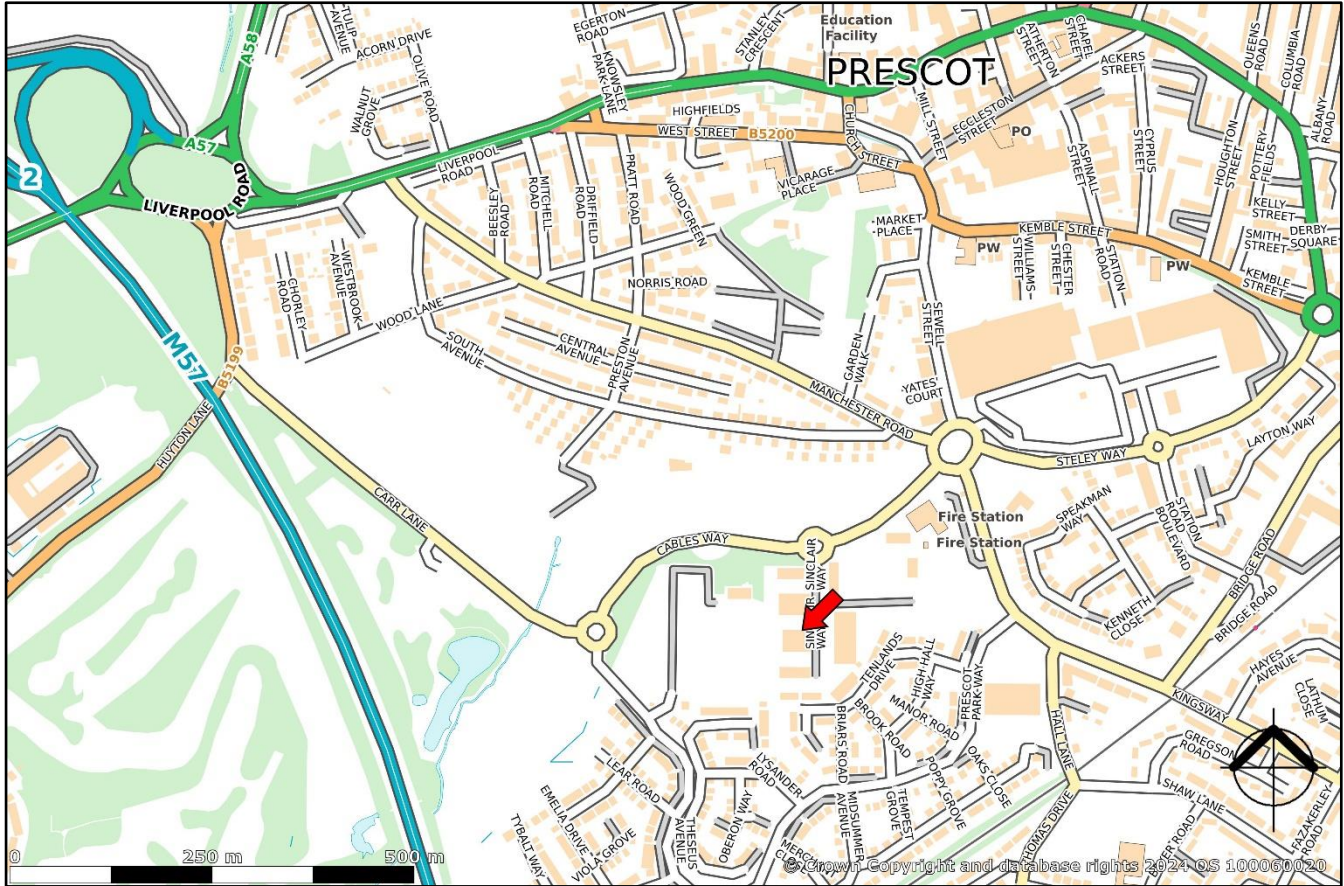 TULIP
AVENUE
ACORN DRIVE
EGERTON
ROAD
STANLEY
CRESCENT
Education
Facility
PRESCOT
ATHERTON
STREET
CHAPEL
STREET
QUEENS
ROAD
COLUMBIA
ROAD
A58
OLIVE ROAD
WALNUT
GROVE
KNOWSLEY
PARK LANE
HIGHFIELDS
WEST STREET
B5200
CHURCH STREET
MILL STREET
ECCLESTON
STREET
ACKERS
STREET
PO
ALBANY
ROAD
A57
2
LIVERPOOL ROAD
LIVERPOOL
ROAD
BEESLEY
ROAD
MITCHELL
ROAD
DRIFFIELD
ROAD
PRATT ROAD
WOOD GREEN
VICARAGE
PLACE
ASPINALL
STREET
CYPRUS
STREET
HOUGHTON
STREET
POTTERY
FIELDS
KELLY
STREET
SMITH
STREET
DERBY
SQUARE
MARKET
PLACE
KEMBLE STREET
PW
WILLIAMS
STREET
CHESTER
STREET
STATION
ROAD
PW
KEMBLE
STREET
CHORLEY
ROAD
WESTBROOK
AVENUE
WOOD LANE
NORRIS ROAD
SEWELL
STREET
M57
B5199
SOUTH
AVENUE
CENTRAL
AVENUE
PRESTON
AVENUE
GARDEN
WALK
YATES'
COURT
MANCHESTER ROAD
HUYTON LANE
STELEY WAY
LAYTON WAY
CARR LANE
CABLES WAY
Fire Station
Fire Station
SPEAKMAN
WAY
STATION
ROAD
BOULEVARD
BRIDGE ROAD
BRIDGE ROAD
SINCLAIR
WAY
KENNETH
CLOSE
TENLANDS
DRIVE
HIGH HALL
WAY
PRESCOT
PARK WAY
HAYES
AVENUE
LATHUM
CLOSE
KINGSWAY
BRIARS ROAD
BROOK ROAD
MANOR ROAD
HALL LANE
GREGSON
ROAD
LEAR ROAD
LYSANDER
ROAD
OAKS CLOSE
POPPY GROVE
SHAW LANE
EMELIA DRIVE
VIOLA GROVE
TYBALT WAY
THESEUS
AVENUE
OBERON WAY
MIDSUMMER
AVENUE
TEMPEST
GROVE
THOMAS DRIVE
FAZAKERLEY
0
250 m
500 m
© Crown Copyright and database rights 2024 OS 100060020